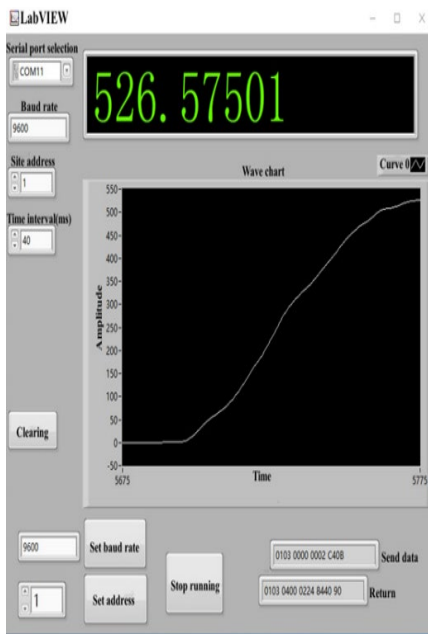 LabVIEW
Serial port selection
COM11
526.57501
Baud rate
9600
Site address
1
Time interval(ms)
40
Wave chart
Curve 0
Amplitude
550
500
450
400
350
300
250
200
150
100
50
0
-50
5675
Time
5775
Clearing
9600
Set baud rate
1
Set address
Stop running
0103 0000 0002 C40B
Send data
0103 0400 0224 8440 90
Return